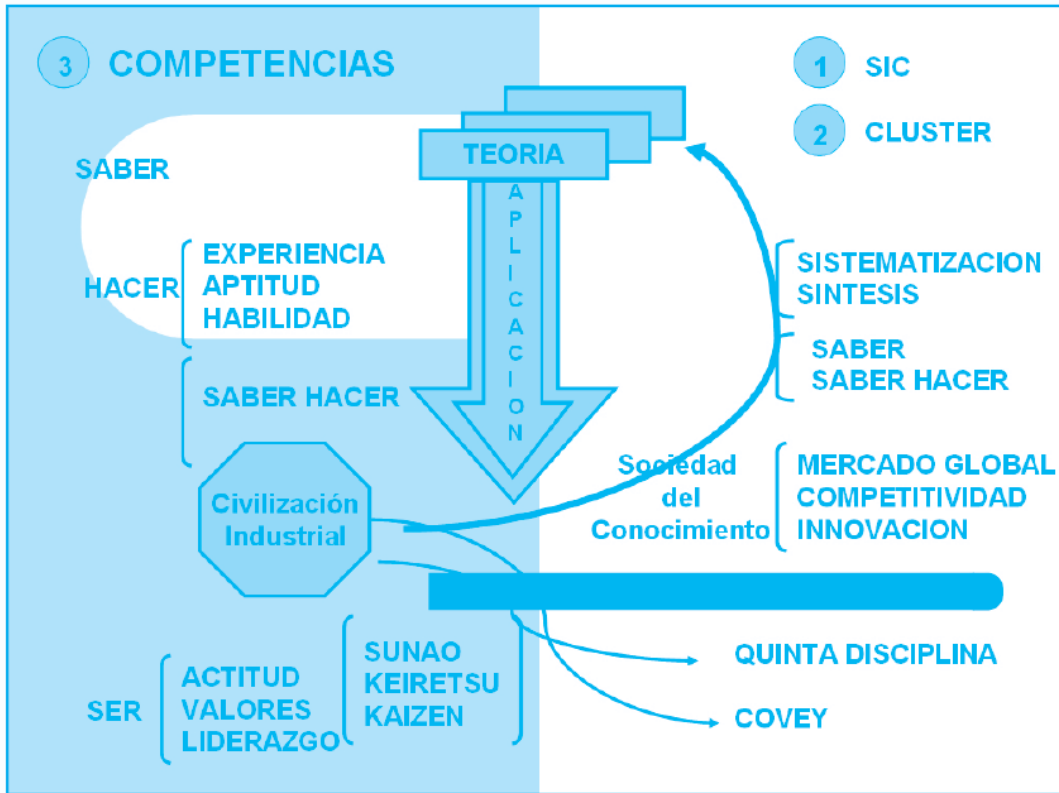 3 COMPETENCIAS
1 SIC
2 CLUSTER
TEORIA
APLICACION
SABER
HACER
EXPERIENCIA
APTITUD
HABILIDAD
SABER HACER
SISTEMATIZACION
SINTESIS
SABER
SABER HACER
Civilización
Industrial
Sociedad
del
Conocimiento
MERCADO GLOBAL
COMPETITIVIDAD
INNOVACION
SER
ACTITUD
VALORES
LIDERAZGO
SUNAO
KEIRETSU
KAIZEN
QUINTA DISCIPLINA
COVEY